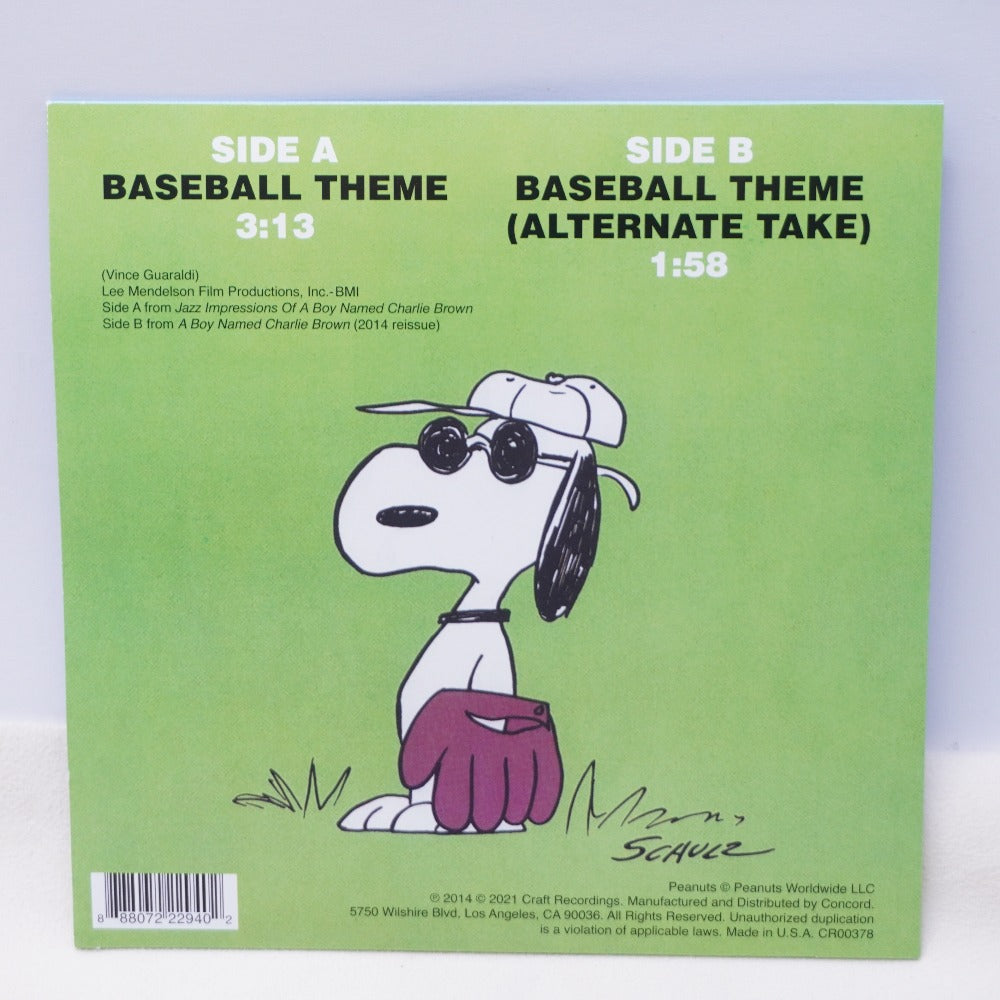 SIDE A
BASEBALL THEME
3:13
SIDE B
BASEBALL THEME
(ALTERNATE TAKE)
1:58
(Vince Guaraldi)
Lee Mendelson Film Productions, Inc.-BMI
Side A from Jazz Impressions Of A Boy Named Charlie Brown
Side B from A Boy Named Charlie Brown (2014 reissue)
SCHULZ
8 88072 22940 2
Peanuts © Peanuts Worldwide LLC
℗ 2014 © 2021 Craft Recordings. Manufactured and Distributed by Concord.
5750 Wilshire Blvd, Los Angeles, CA 90036. All Rights Reserved. Unauthorized duplication
is a violation of applicable laws. Made in U.S.A. CR00378